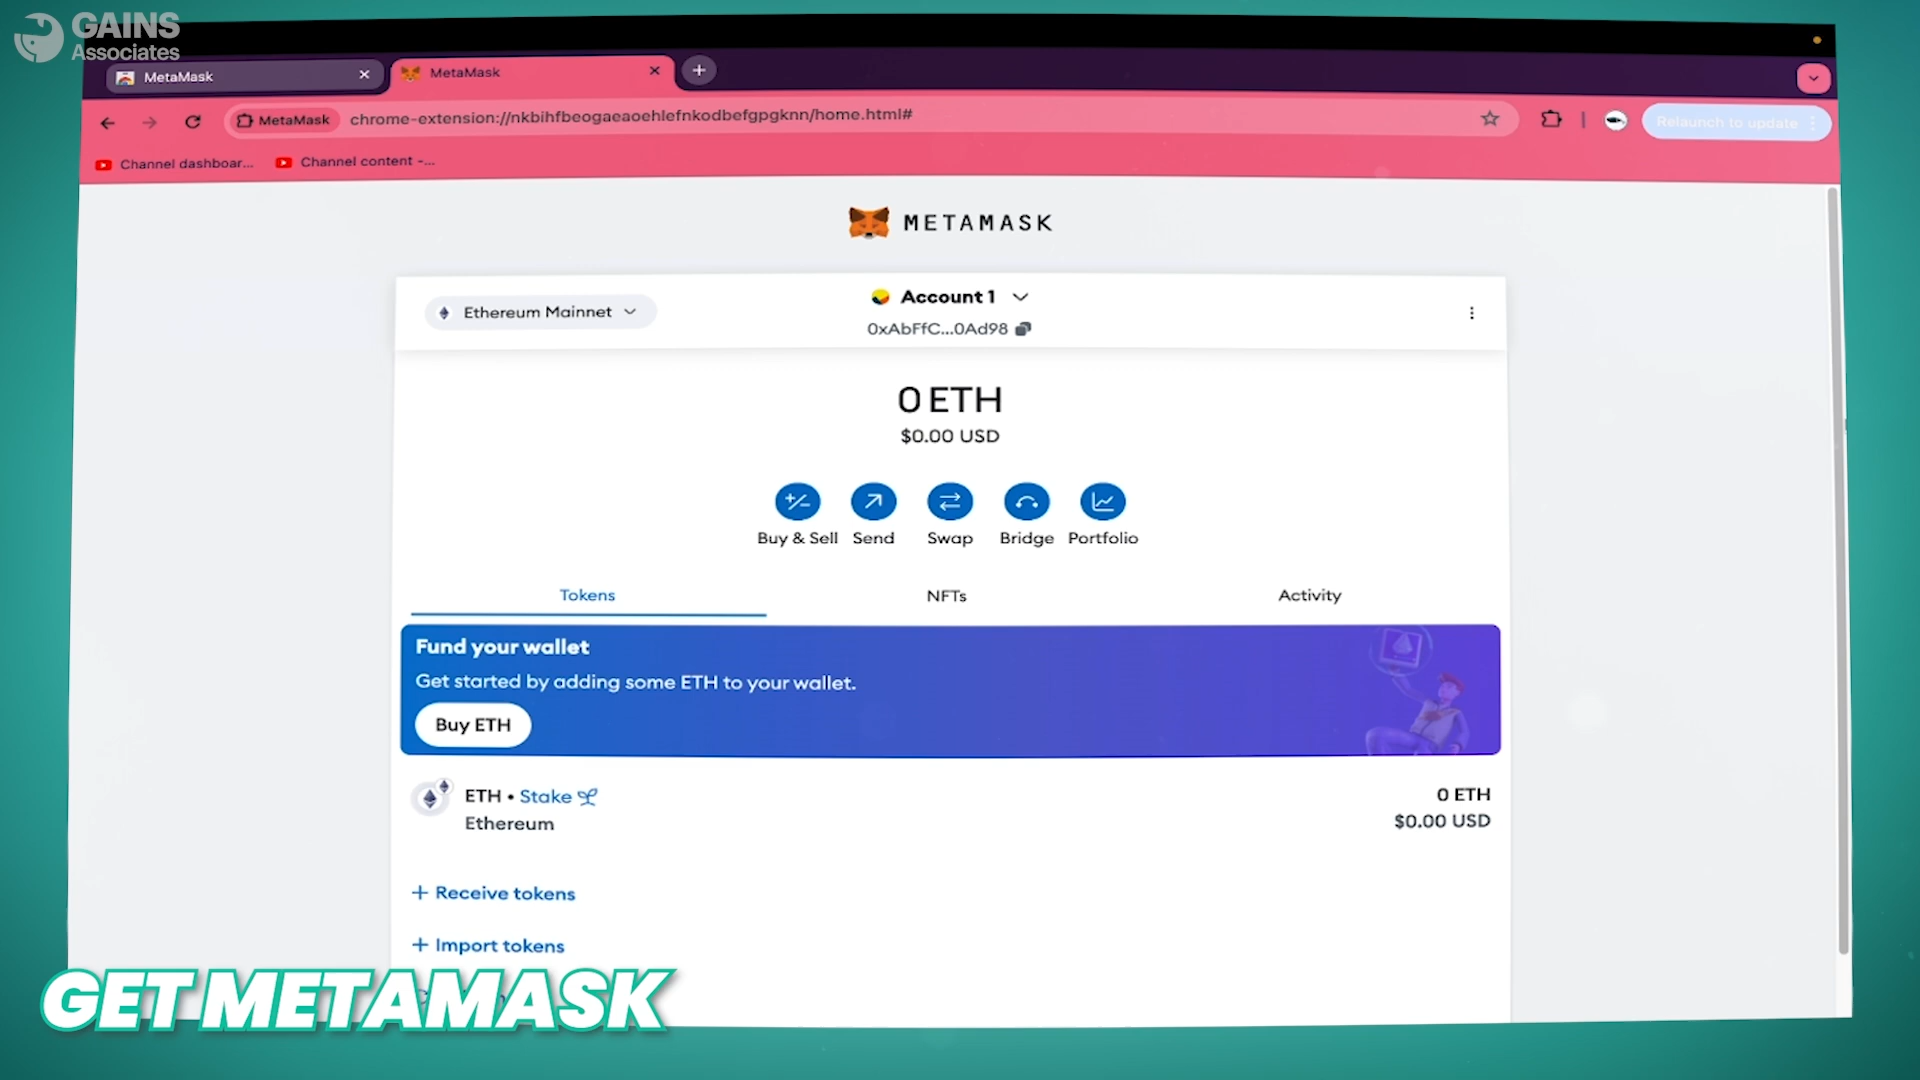 GAINS
Associates
MetaMask
MetaMask
MetaMask
chrome-extension://nkbihfbeogaeaoehlefnkodbefgpgknn/home.html#
Relaunch to update
Channel dashboar...
Channel content -...
METAMASK
Ethereum Mainnet
Account 1
0xAbFfC...0Ad98
0 ETH
$0.00 USD
Buy & Sell
Send
Swap
Bridge
Portfolio
Tokens
NFTs
Activity
Fund your wallet
Get started by adding some ETH to your wallet.
Buy ETH
ETH • Stake
0 ETH
Ethereum
$0.00 USD
+ Receive tokens
+ Import tokens
GET METAMASK